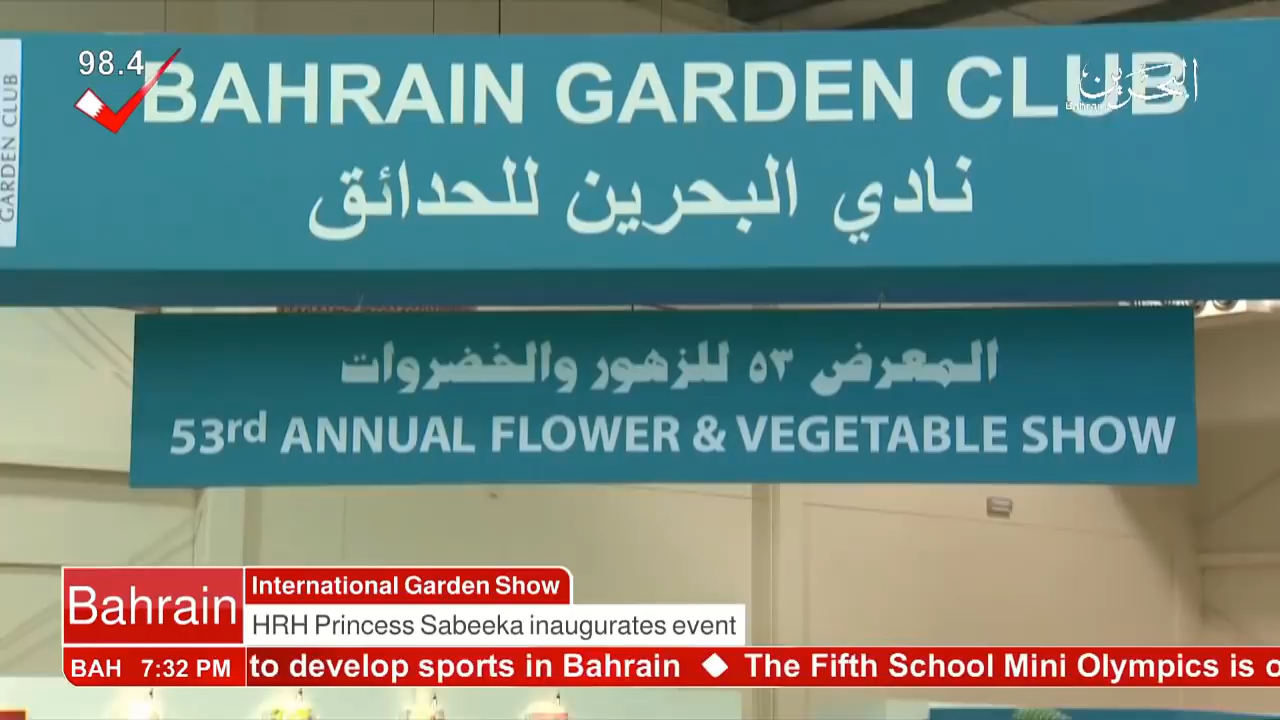 98.4
البحرين
Bahrain
GARDEN CLUB
BAHRAIN GARDEN CLUB
نادي البحرين للحدائق
المعرض ٥٣ للزهور والخضروات
53rd ANNUAL FLOWER & VEGETABLE SHOW
Bahrain
International Garden Show
HRH Princess Sabeeka inaugurates event
BAH 7:32 PM
to develop sports in Bahrain ◆ The Fifth School Mini Olympics is